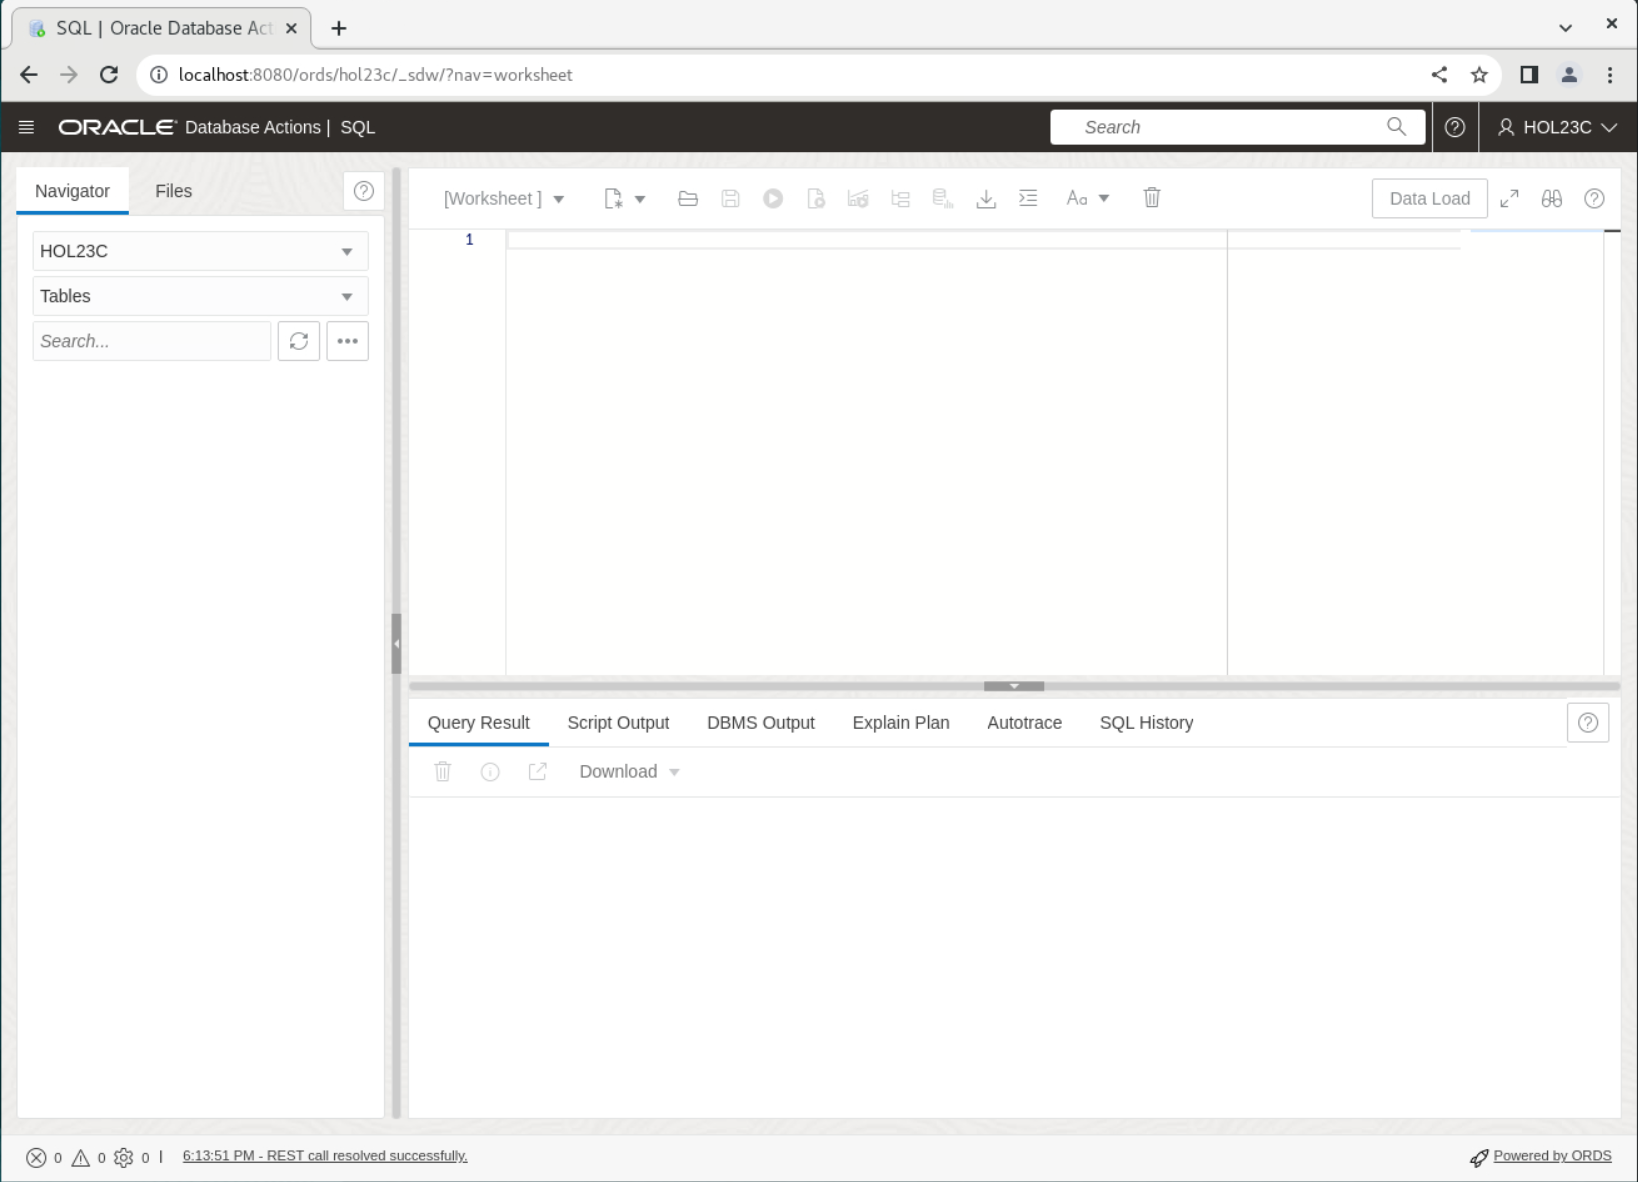 SQL | Oracle Database Act
localhost:8080/ords/hol23c/_sdw/?nav=worksheet
ORACLE Database Actions | SQL
Search
HOL23C
Navigator
Files
HOL23C
Tables
Search...
[Worksheet ]
Aa
Data Load
1
Query Result
Script Output
DBMS Output
Explain Plan
Autotrace
SQL History
Download
0 0 0 | 6:13:51 PM - REST call resolved successfully.
Powered by ORDS